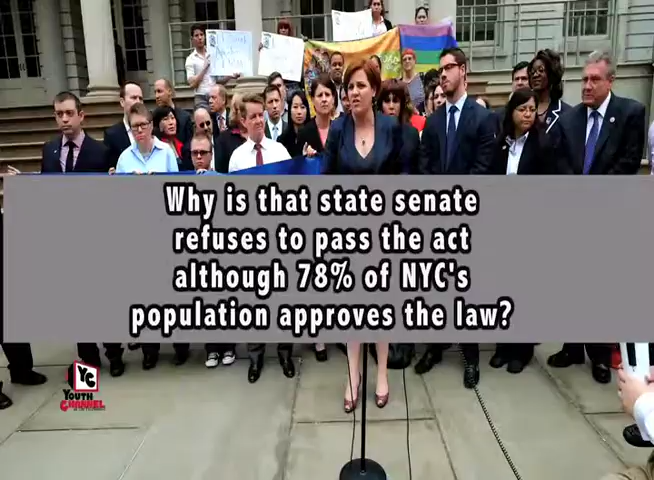 Why is that state senate
refuses to pass the act
although 78% of NYC's
population approves the law?
YC
YOUTH
CHANNEL